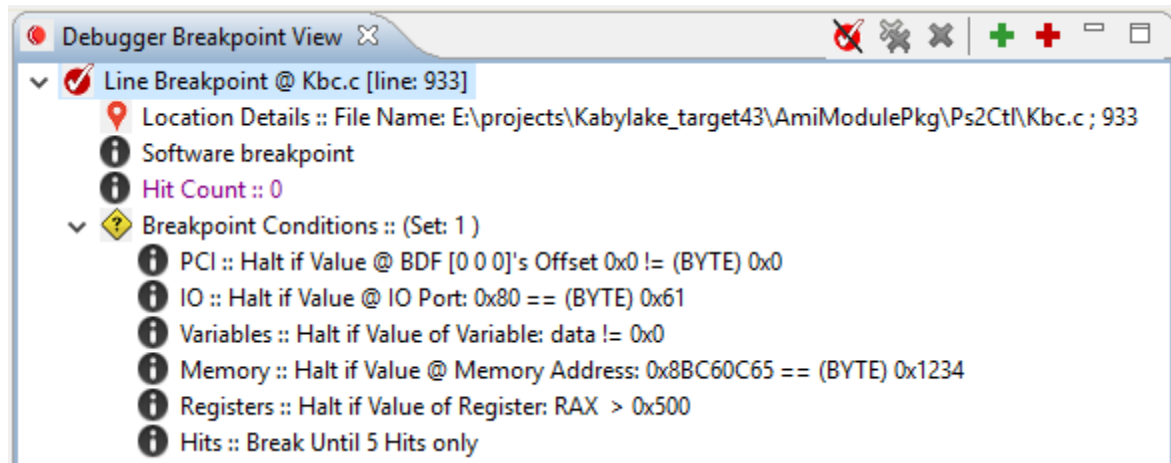 Debugger Breakpoint View
Line Breakpoint @ Kbc.c [line: 933]
Location Details :: File Name: E:\projects\Kabylake_target43\AmiModulePkg\Ps2Ctl\Kbc.c ; 933
Software breakpoint
Hit Count :: 0
Breakpoint Conditions :: (Set: 1 )
PCI :: Halt if Value @ BDF [0 0 0]'s Offset 0x0 != (BYTE) 0x0
IO :: Halt if Value @ IO Port: 0x80 == (BYTE) 0x61
Variables :: Halt if Value of Variable: data != 0x0
Memory :: Halt if Value @ Memory Address: 0x8BC60C65 == (BYTE) 0x1234
Registers :: Halt if Value of Register: RAX  > 0x500
Hits :: Break Until 5 Hits only